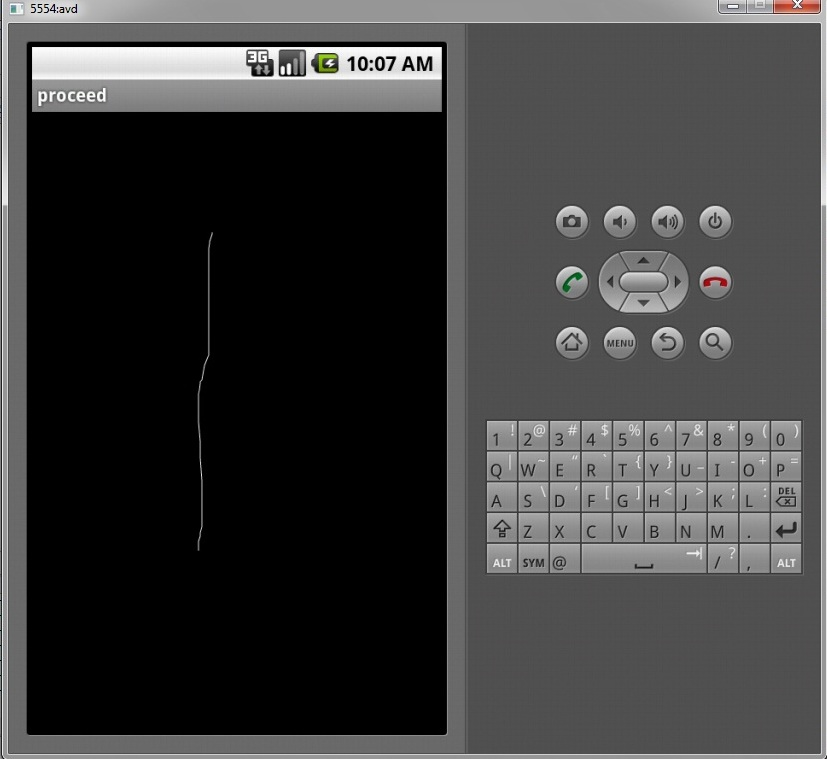 5554:avd
3G 10:07 AM
proceed
MENU
1 ! 2 @ 3 # 4 $ 5 % 6 ^ 7 & 8 * 9 ( 0 )
Q | W ~ E " R ` T { Y } U _ I - O + P =
A S \ D ' F [ G ] H < J > K ; L : DEL
Z X C V B N M .
ALT SYM @ / ? , ALT